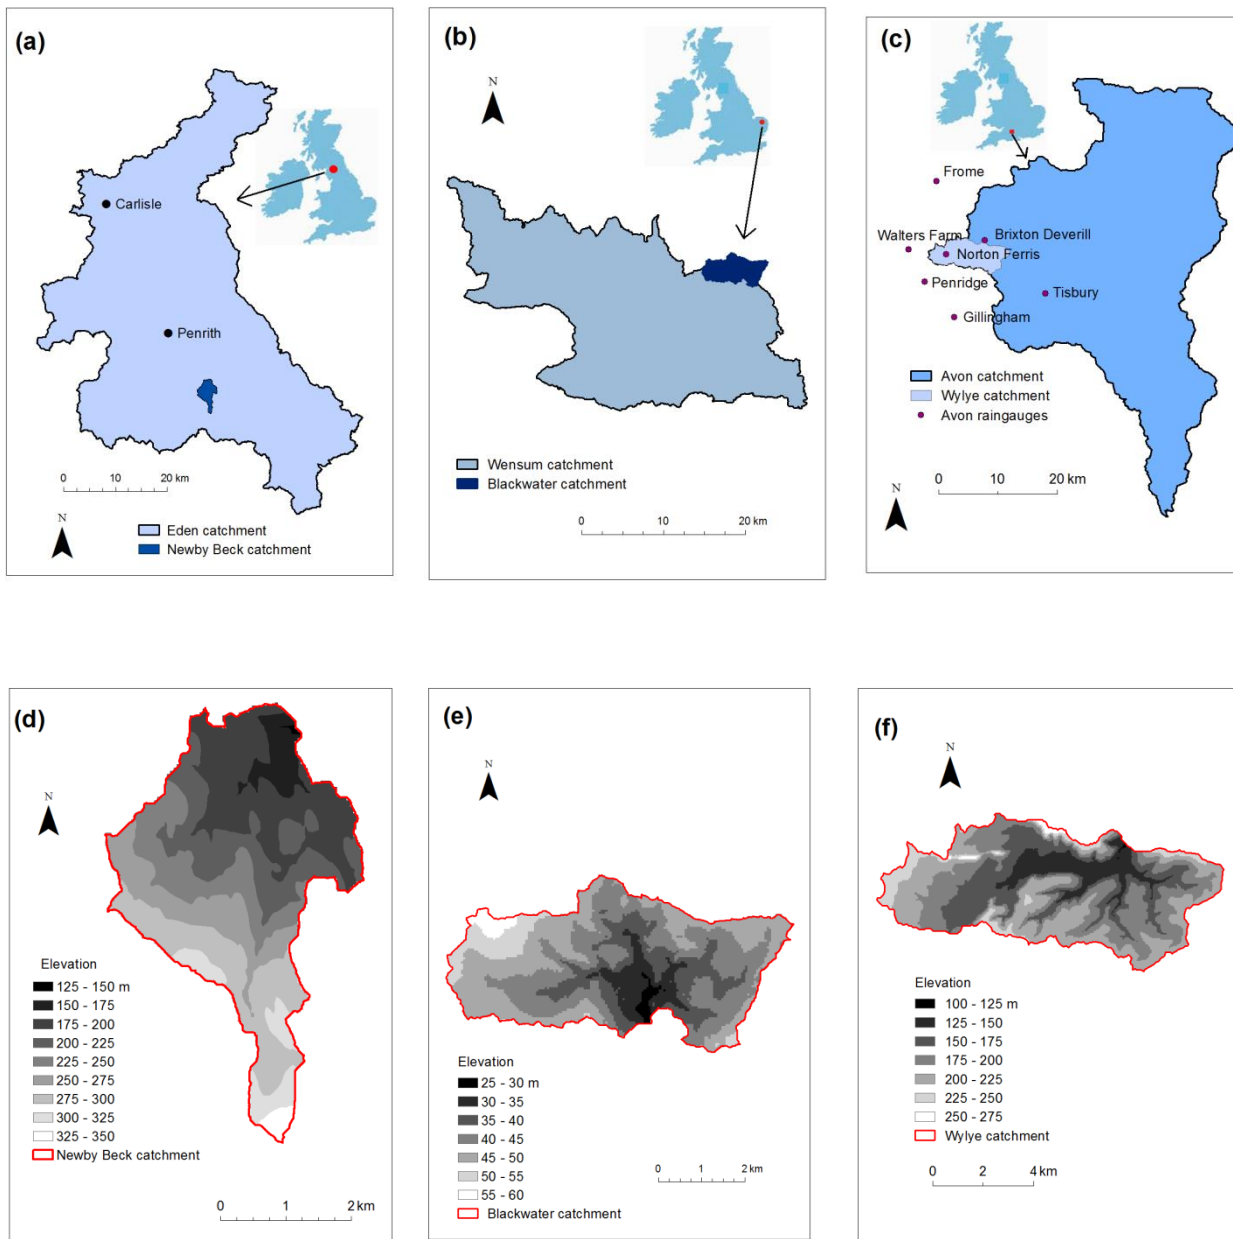 (a)
Carlisle
Penrith
0 10 20 km
N
Eden catchment
Newby Beck catchment
(b)
N
Wensum catchment
Blackwater catchment
0 10 20 km
(c)
Frome
Walters Farm
Brixton Deverill
Norton Ferris
Penridge
Tisbury
Gillingham
Avon catchment
Wylye catchment
Avon raingauges
N
0 10 20 km
(d)
N
Elevation
125 - 150 m
150 - 175
175 - 200
200 - 225
225 - 250
250 - 275
275 - 300
300 - 325
325 - 350
Newby Beck catchment
0 1 2 km
(e)
N
Elevation
25 - 30 m
30 - 35
35 - 40
40 - 45
45 - 50
50 - 55
55 - 60
Blackwater catchment
0 1 2 km
(f)
N
Elevation
100 - 125 m
125 - 150
150 - 175
175 - 200
200 - 225
225 - 250
250 - 275
Wylye catchment
0 2 4 km